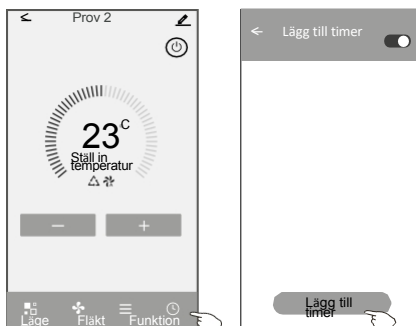 Prov 2
23°C
Ställ in
temperatur
Läge Fläkt Funktion
Lägg till timer
Lägg till
timer